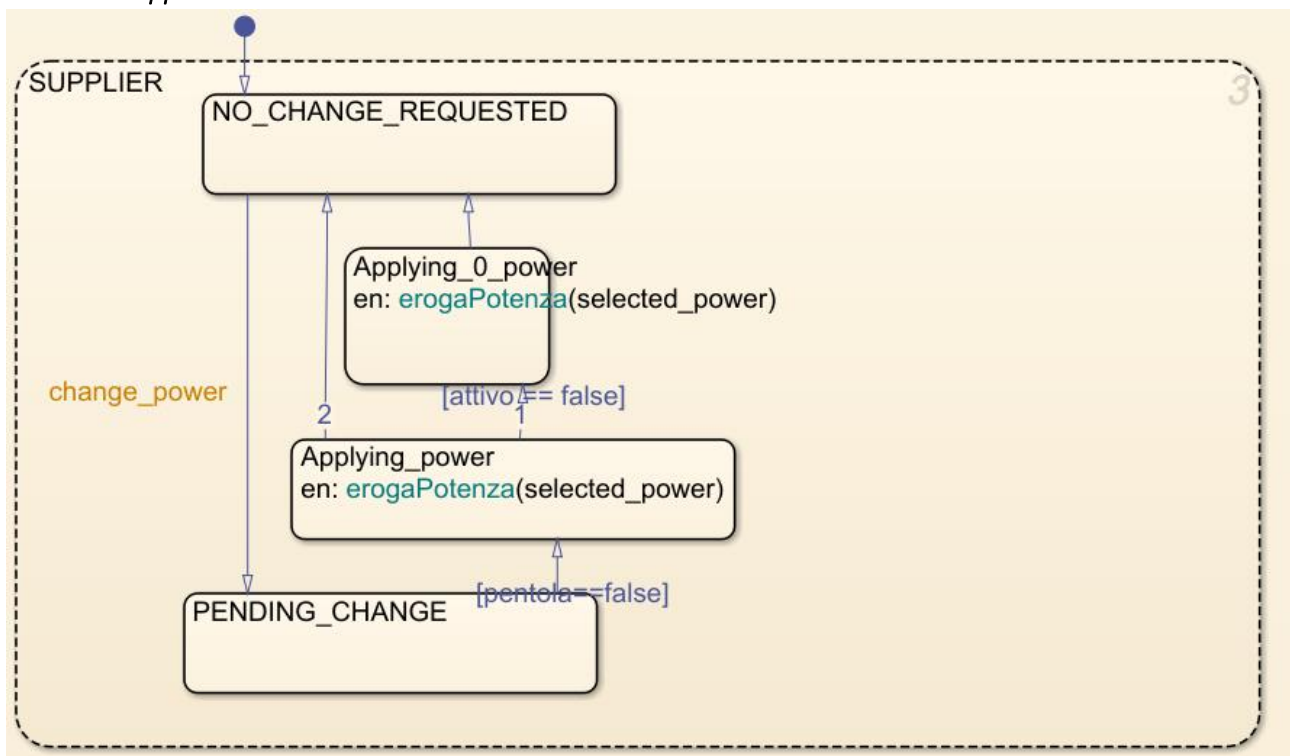 SUPPLIER
3
NO_CHANGE_REQUESTED
Applying_0_power
en: erogaPotenza(selected_power)
change_power
[attivo == false]
2
1
Applying_power
en: erogaPotenza(selected_power)
[pentola==false]
PENDING_CHANGE